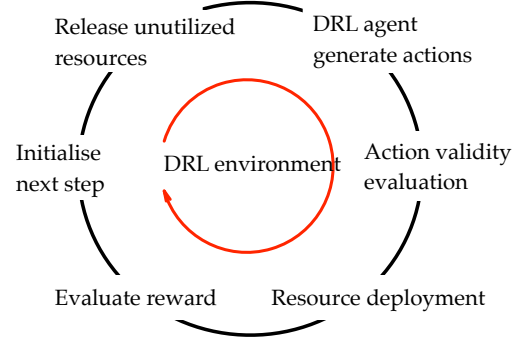 Release unutilized
resources
DRL agent
generate actions
Initialise
next step
DRL environment
Action validity
evaluation
Evaluate reward
Resource deployment